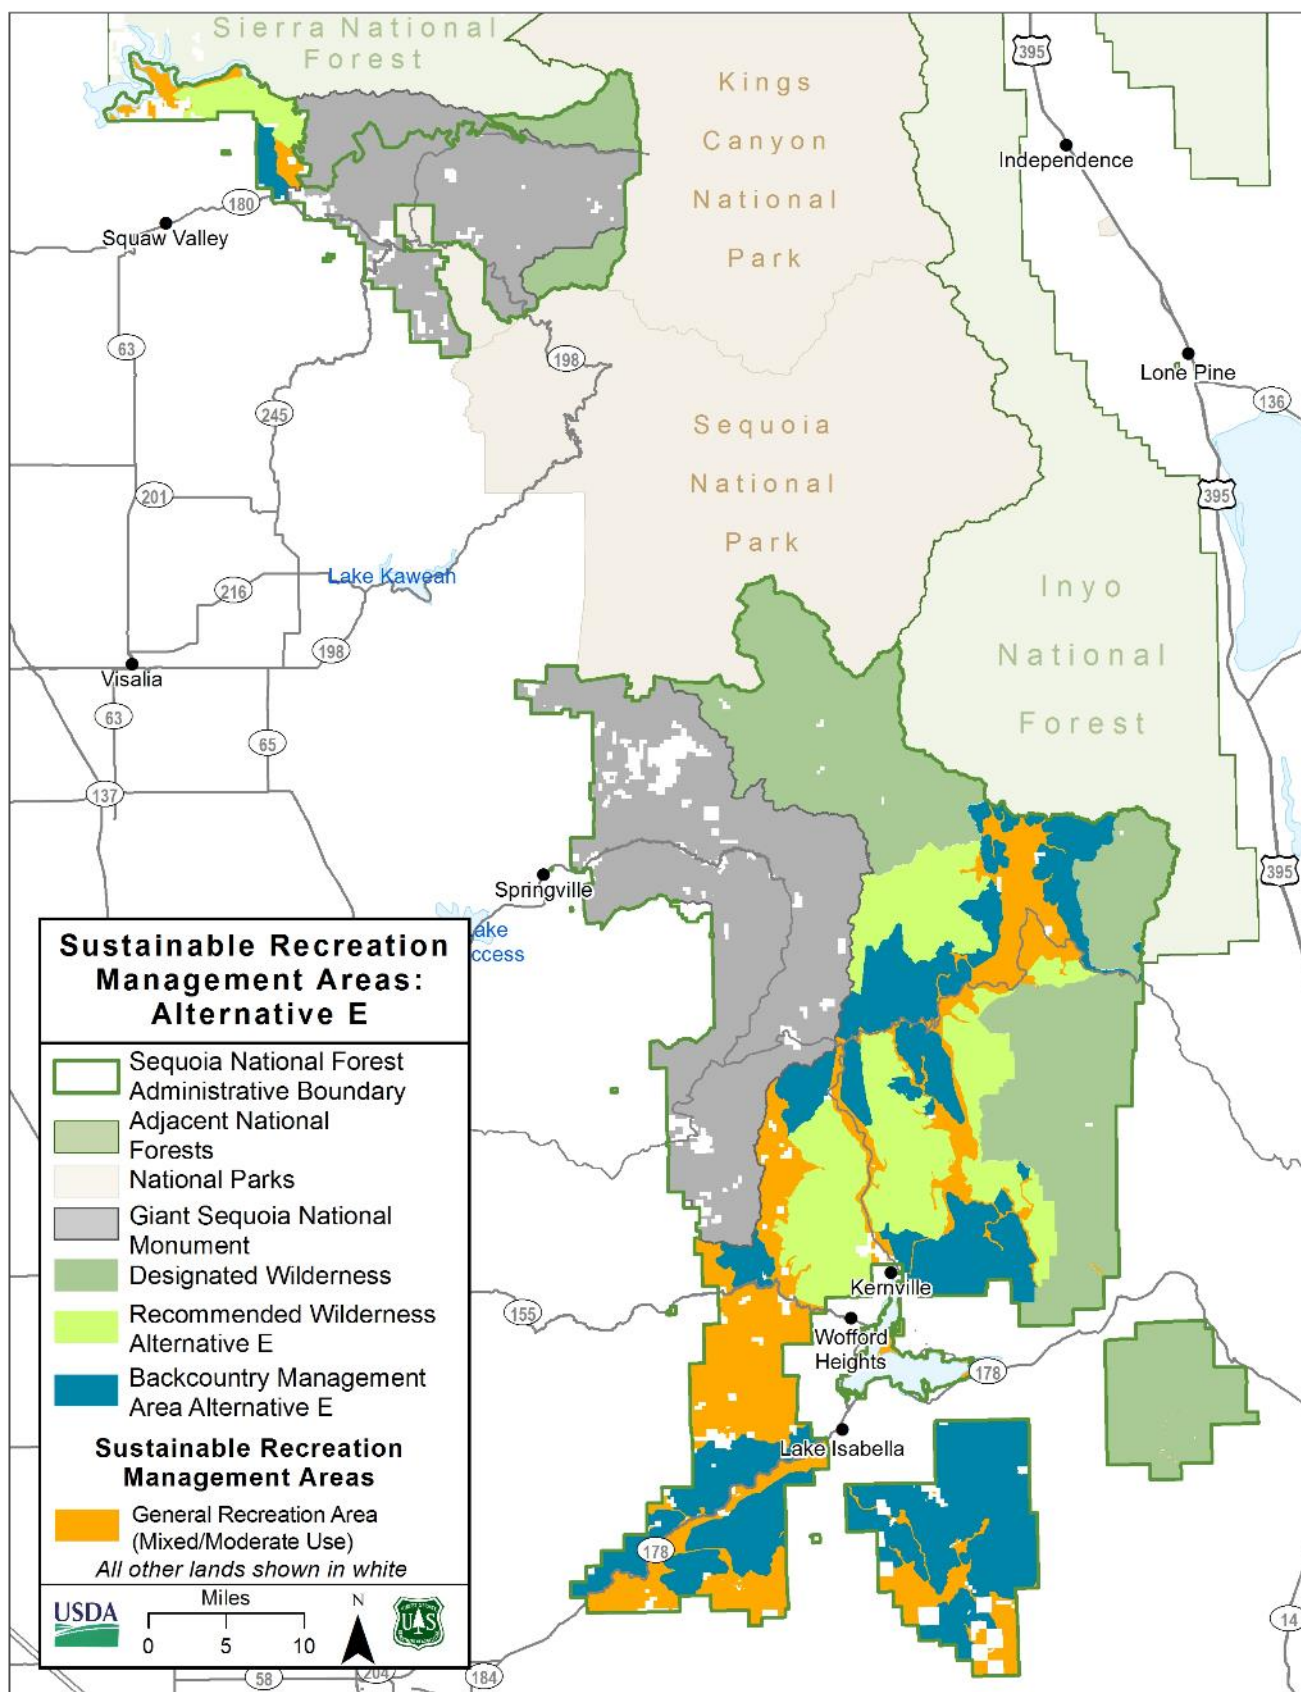 Sierra National
Forest
Kings
Canyon
National
Park
395
Independence
180
Squaw Valley
63
198
Lone Pine
136
245
Sequoia
National
Park
201
395
Lake Kaweah
216
Inyo
National
Forest
198
Visalia
63
65
137
Springville
395
ake
ccess
Sustainable Recreation
Management Areas:
Alternative E
Sequoia National Forest
Administrative Boundary
Adjacent National
Forests
National Parks
Giant Sequoia National
Monument
Designated Wilderness
Recommended Wilderness
Alternative E
Backcountry Management
Area Alternative E
Sustainable Recreation
Management Areas
General Recreation Area
(Mixed/Moderate Use)
All other lands shown in white
USDA
Miles
0 5 10
N
U S
Kernville
155
Wofford
Heights
178
Lake Isabella
178
14
58
204
184